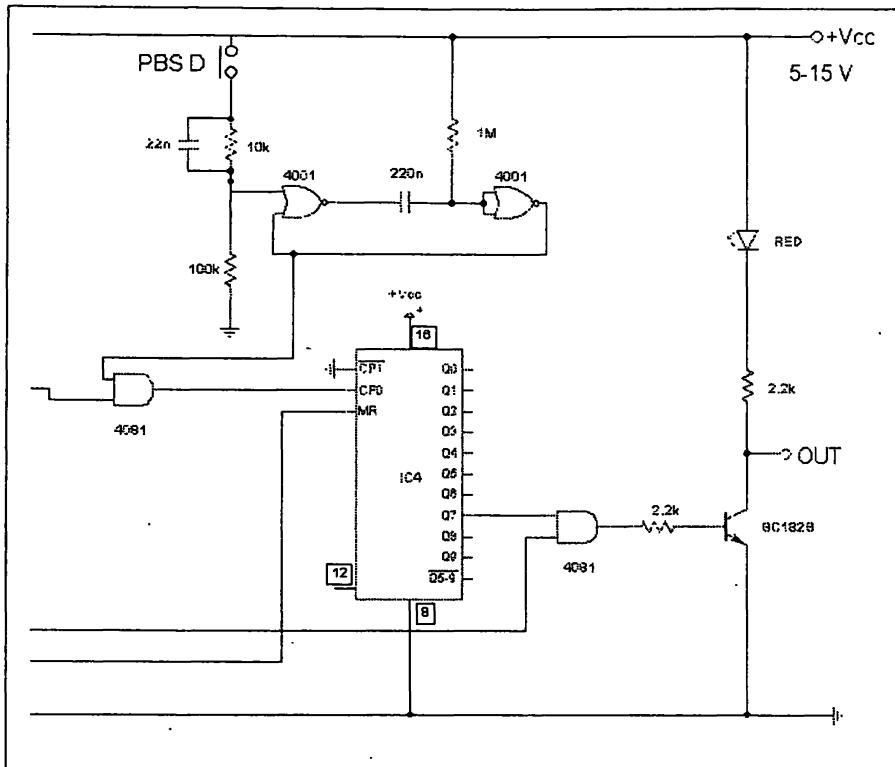 +Vcc
PBS D
5-15 V
1M
22n
10k
4001
220n
4001
RED
100k
+Vcc
+
16
CP1
Q0
CP0
Q1
2.2k
MR
Q2
4081
Q3
Q4
OUT
Q5
IC4
Q6
Q7
2.2k
BC182B
Q8
Q9
4081
12
Q5-9
8